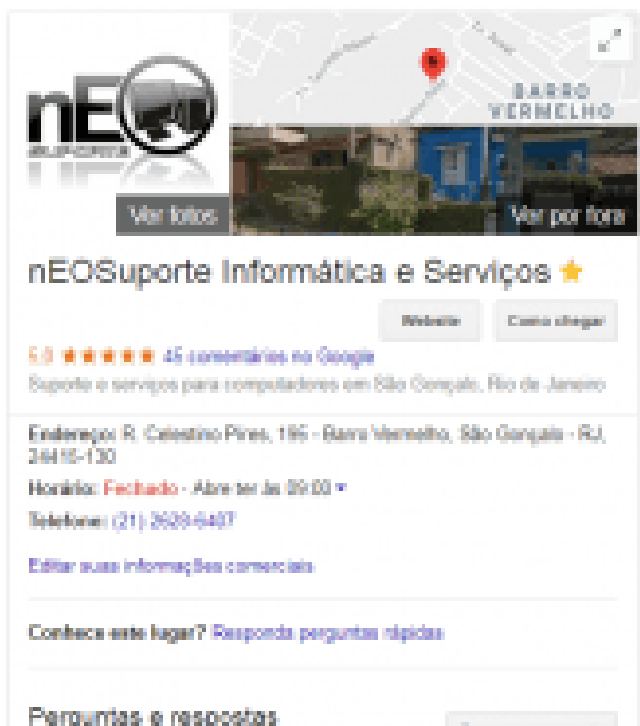 nEO
suporte
BARRO
VERMELHO
Ver fotos
Ver por fora
nEOSuporte Informática e Serviços
Website
Como chegar
5,0 45 comentários no Google
Suporte e serviços para computadores em São Gonçalo, Rio de Janeiro
Endereço: R. Celestino Pires, - Barro Vermelho, São Gonçalo - RJ,
Horário: Fechado - Abre ter às 09:00
Telefone: (21)
Editar suas informações comerciais
Conhece este lugar? Responda perguntas rápidas
Perguntas e respostas